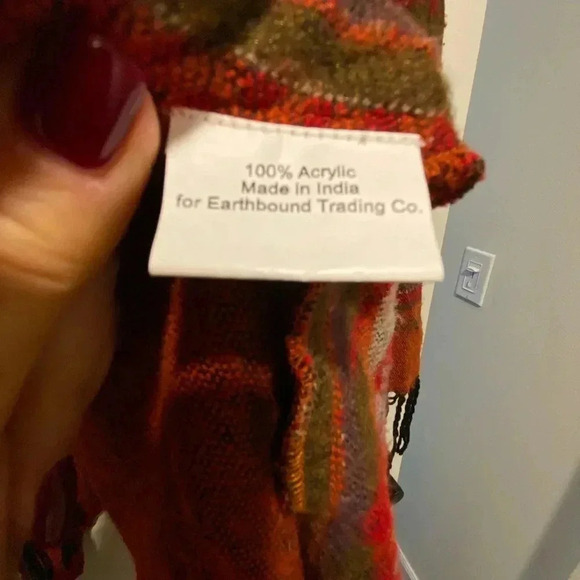 100% Acrylic
Made in India
for Earthbound Trading Co.